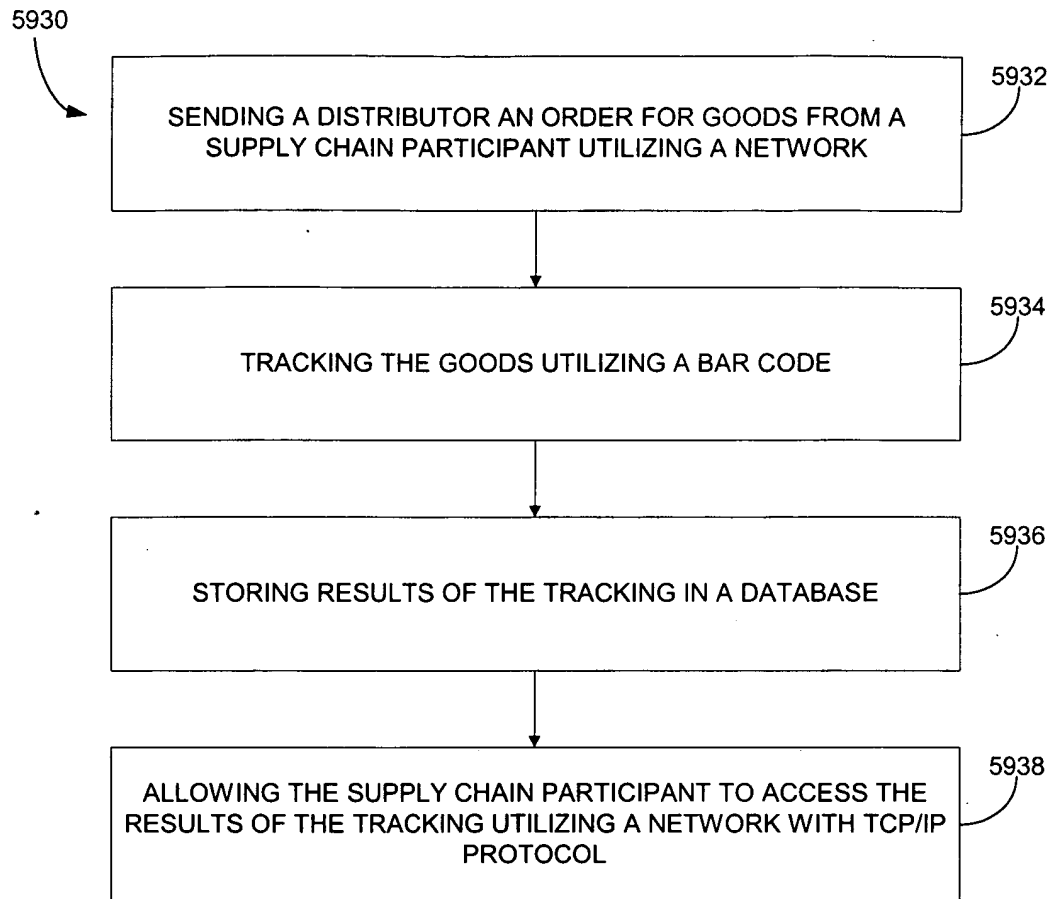 5930
5932
SENDING A DISTRIBUTOR AN ORDER FOR GOODS FROM A
SUPPLY CHAIN PARTICIPANT UTILIZING A NETWORK
5934
TRACKING THE GOODS UTILIZING A BAR CODE
5936
STORING RESULTS OF THE TRACKING IN A DATABASE
5938
ALLOWING THE SUPPLY CHAIN PARTICIPANT TO ACCESS THE
RESULTS OF THE TRACKING UTILIZING A NETWORK WITH TCP/IP
PROTOCOL